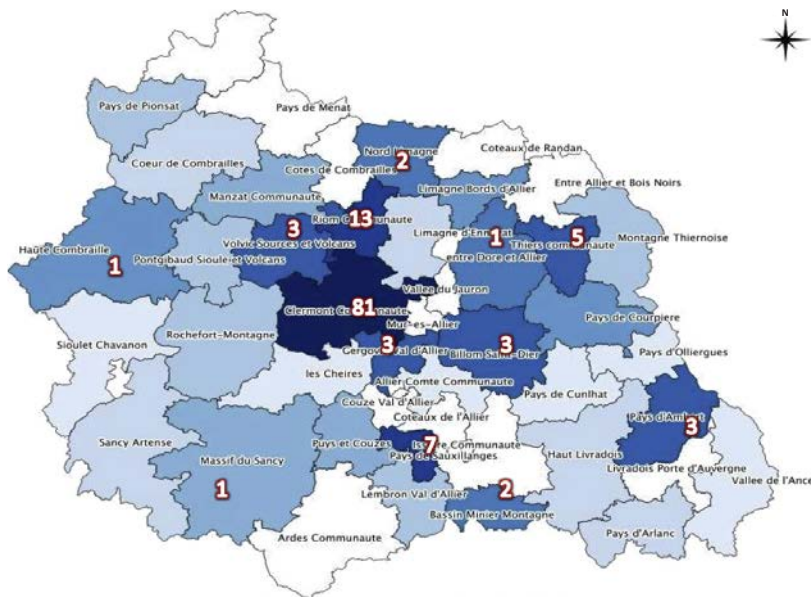 N
Pays de Pionsat
Pays de Menat
Coeur de Combrailles
Cotes de Combrailles
Nord Limagne
2
Coteaux de Randan
Manzat Communaute
Limagne Bords d'Allier
Entre Allier et Bois Noirs
Riom Communaute
13
3
Volvic Sources et Volcans
Limagne d'Ennezat
1
5
Thiers communaute
Montagne Thiernoise
Haute Combraille
1
Pontgibaud Sioule et Volcans
entre Dore et Allier
Vallee du Jauron
Clermont Communaute
81
Mur-es-Allier
Pays de Courpiere
Sioulet Chavanon
Rochefort-Montagne
3
Gergovie Val d'Allier
3
Billom Saint-Dier
Pays d'Olliergues
les Cheires
Allier Comte Communaute
Pays de Cunlhat
Couze Val d'Allier
Coteaux de l'Allier
Pays d'Ambert
3
Sancy Artense
Puys et Couzes
7
Issoire Communaute
Pays de Sauxillanges
Massif du Sancy
Haut Livradois
Livradois Porte d'Auvergne
Vallee de l'Ance
1
Lembron Val d'Allier
2
Bassin Minier Montagne
Ardes Communaute
Pays d'Arlanc